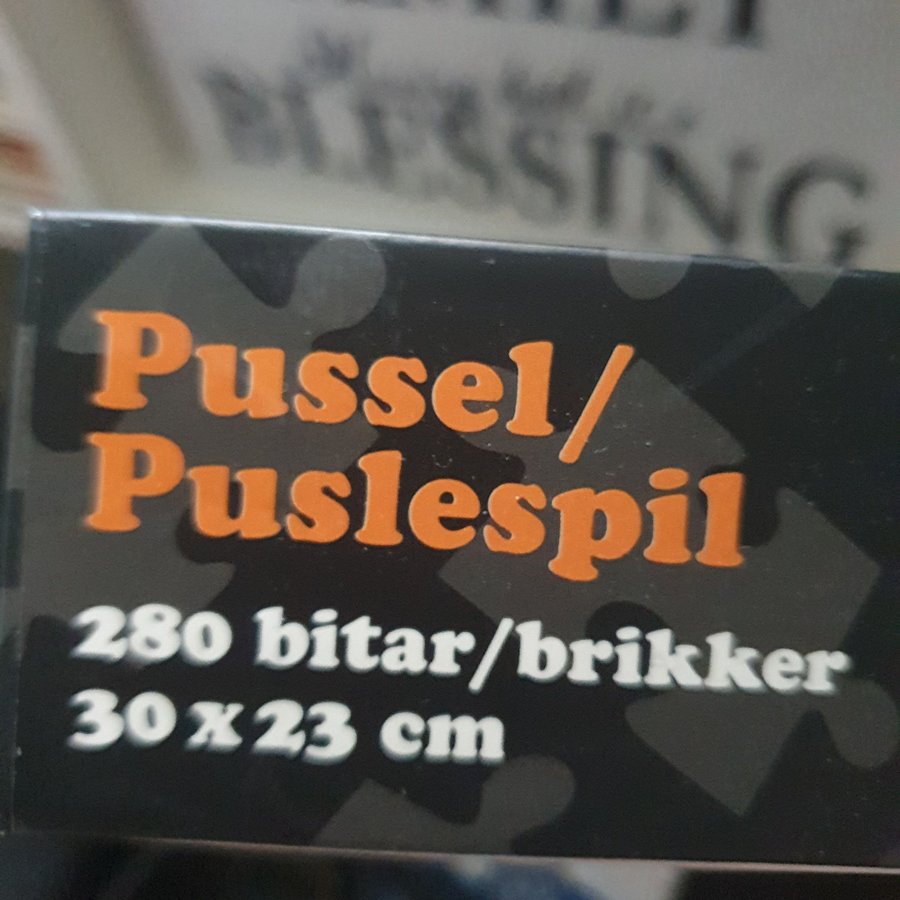 BLESSING
Pussel/
Puslespil
280 bitar/brikker
30 x 23 cm